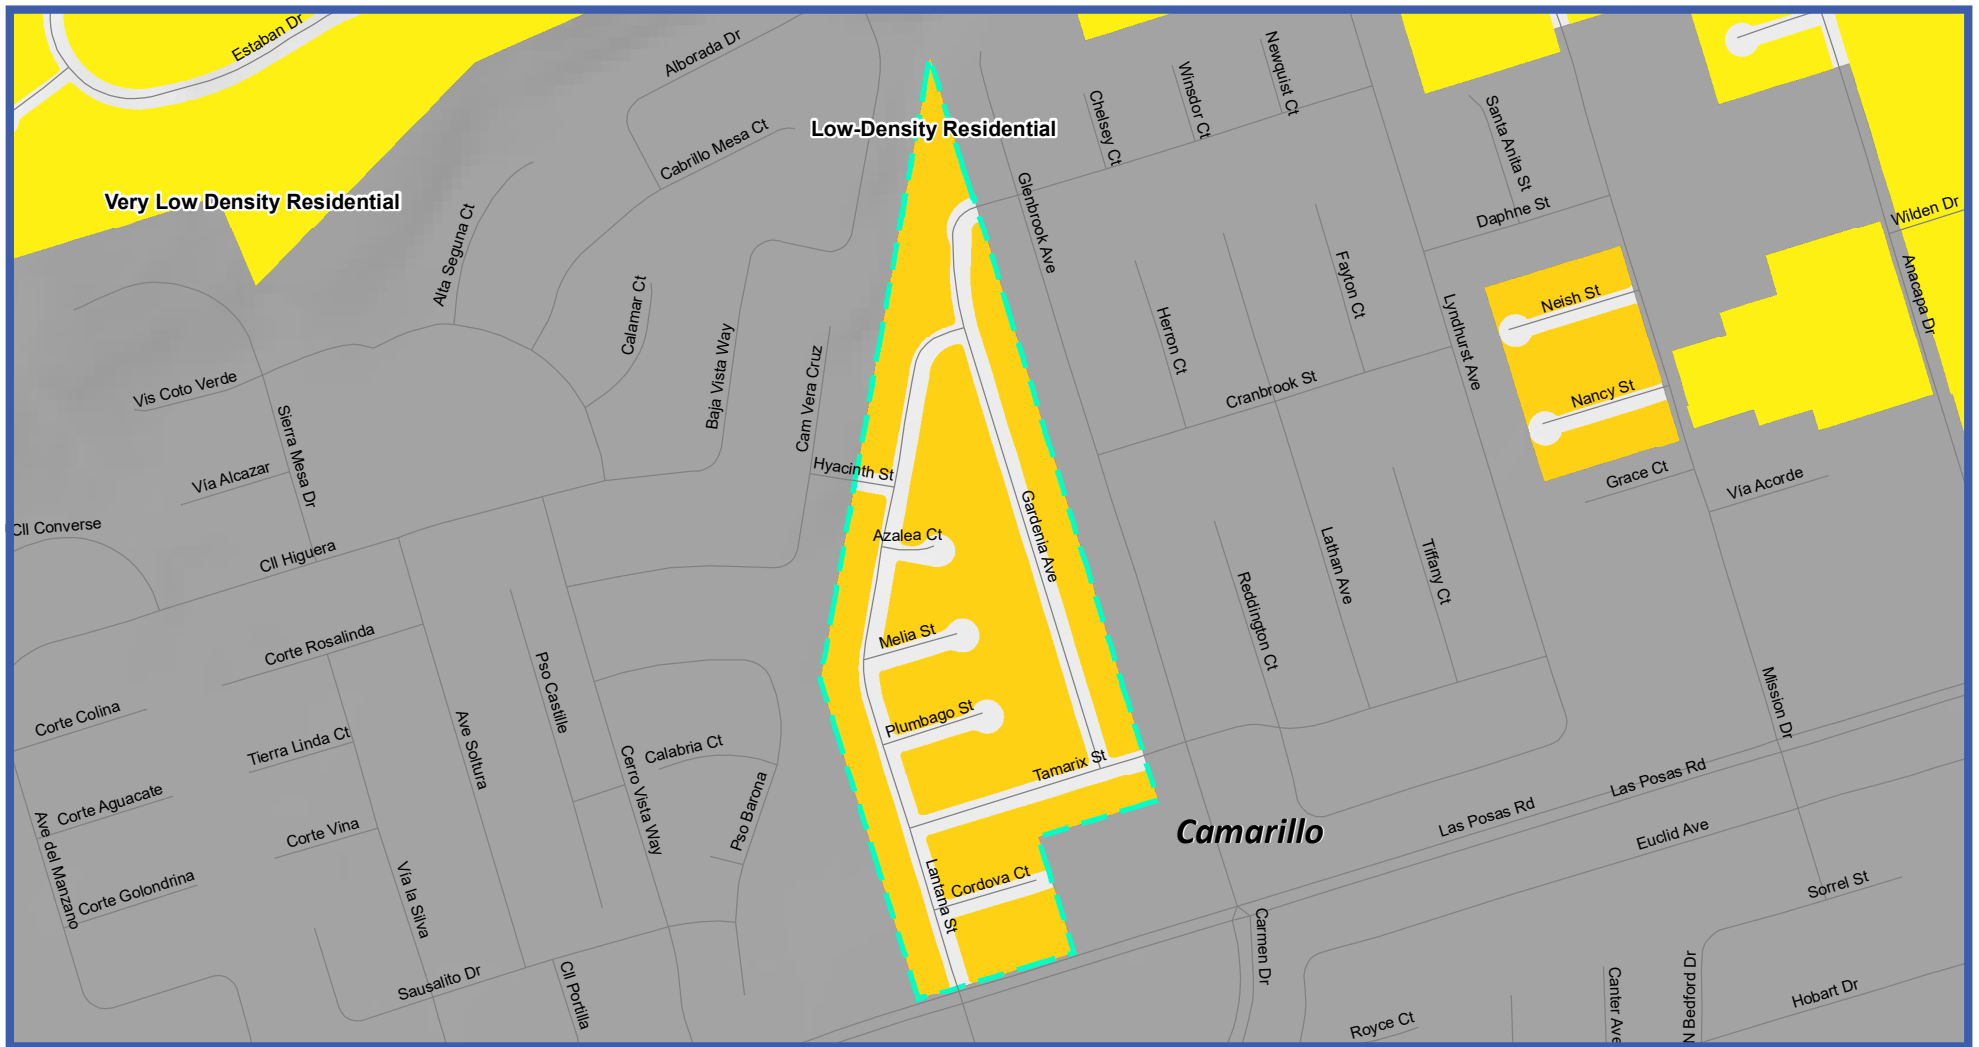 Estaban Dr
Alborada Dr
Newquist Ct
Winsdor Ct
Chelsey Ct
Santa Anita St
Low-Density Residential
Cabrillo Mesa Ct
Very Low Density Residential
Alta Seguna Ct
Glenbrook Ave
Daphne St
Wilden Dr
Anacapa Dr
Calamar Ct
Fayton Ct
Neish St
Lyndhurst Ave
Herron Ct
Baja Vista Way
Cam Vera Cruz
Vis Coto Verde
Cranbrook St
Nancy St
Sierra Mesa Dr
Vía Alcazar
Hyacinth St
Grace Ct
Vía Acorde
Gardenia Ave
Cll Converse
Azalea Ct
Cll Higuera
Lathan Ave
Tiffany Ct
Reddington Ct
Corte Rosalinda
Melia St
Pso Castille
Corte Colina
Plumbago St
Mission Dr
Ave Soltura
Tierra Linda Ct
Calabria Ct
Tamarix St
Las Posas Rd
Cerro Vista Way
Pso Barona
Corte Aguacate
Las Posas Rd
Camarillo
Corte Vina
Euclid Ave
Ave del Manzano
Corte Golondrina
Vía la Silva
Cordova Ct
Lantana St
Sorrel St
Carmen Dr
Sausalito Dr
Cll Portilla
Canter Ave
N Bedford Dr
Hobart Dr
Royce Ct